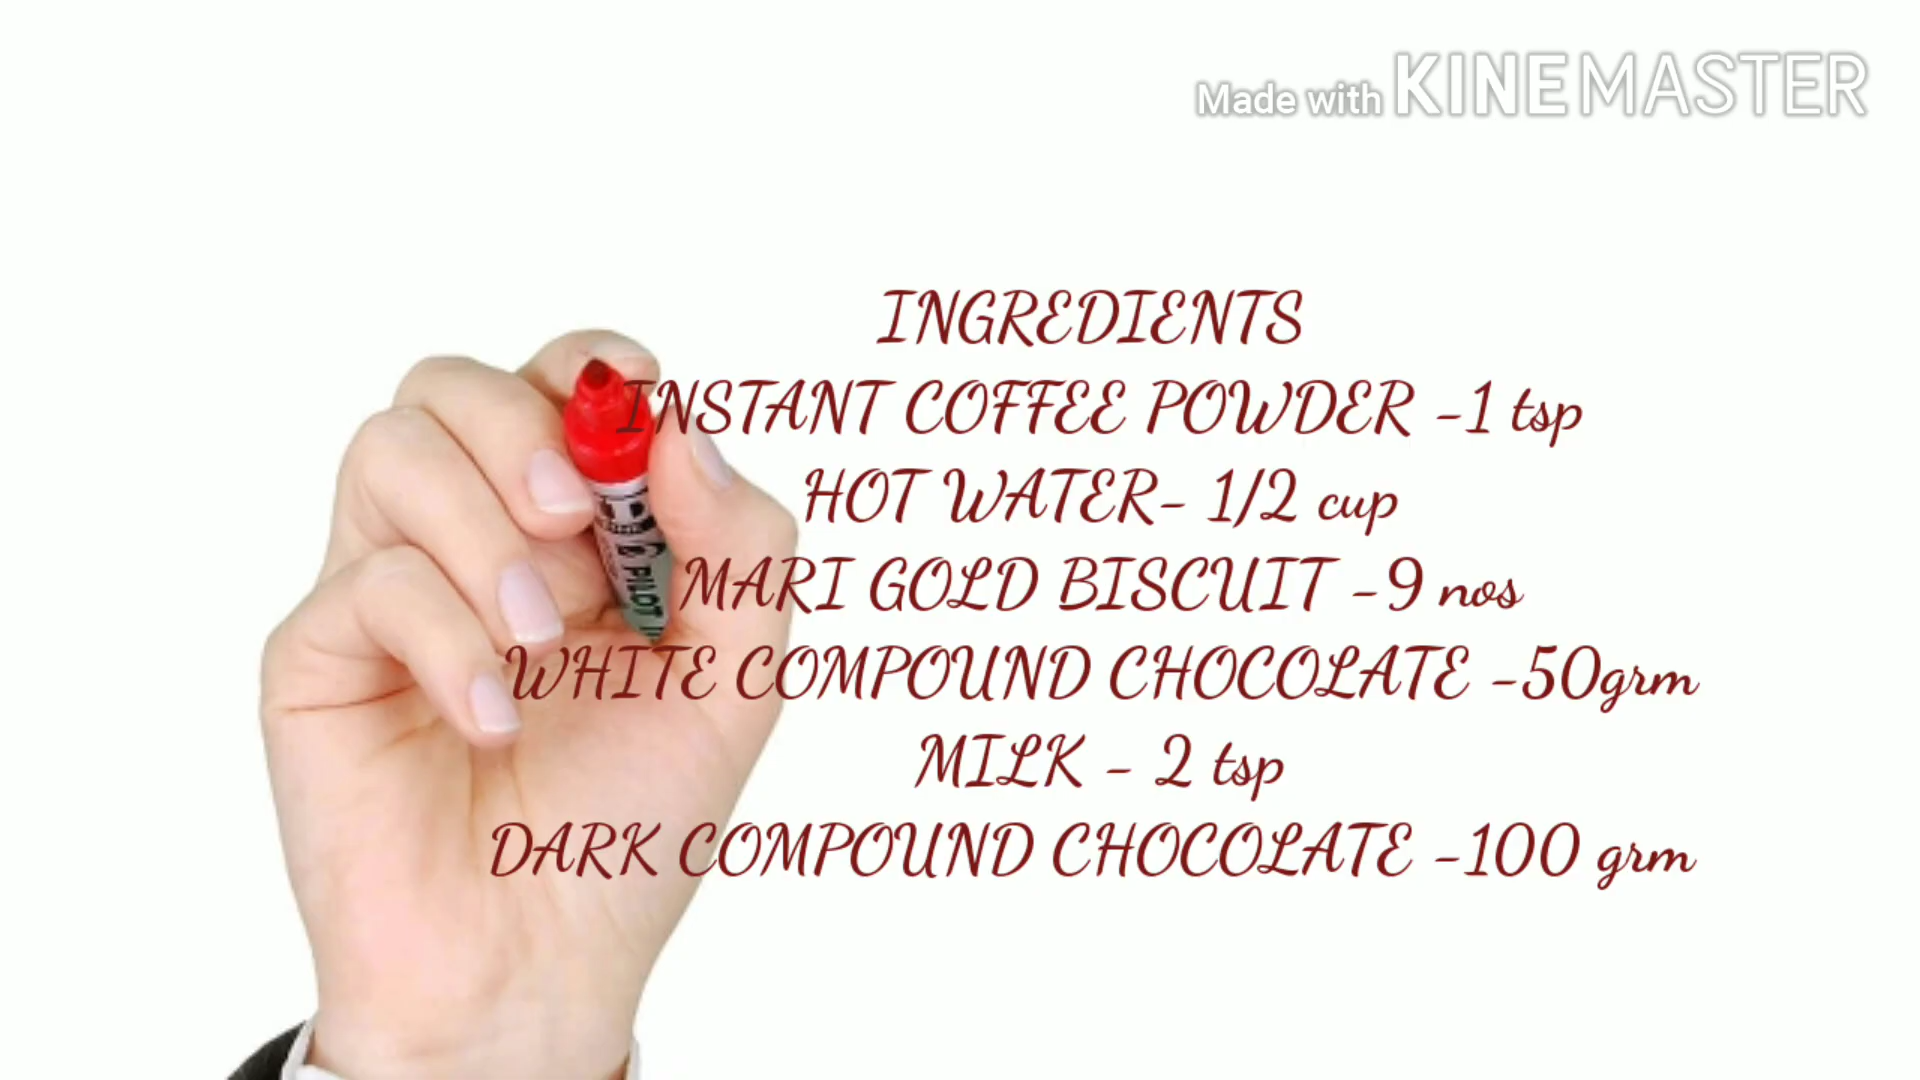 Made with KINEMASTER
INGREDIENTS
INSTANT COFFEE POWDER -1 tsp
HOT WATER- 1/2 cup
MARI GOLD BISCUIT -9 nos
WHITE COMPOUND CHOCOLATE -50grm
MILK - 2 tsp
DARK COMPOUND CHOCOLATE -100 grm
PILOT